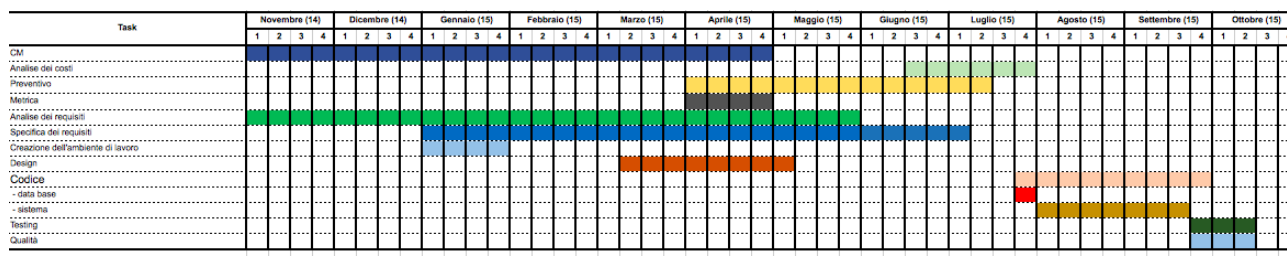 Task Novembre (14) Dicembre (14) Gennaio (15) Febbraio (15) Marzo (15) Aprile (15) Maggio (15) Giugno (15) Luglio (15) Agosto (15) Settembre (15) Ottobre (15)
1 2 3 4 1 2 3 4 1 2 3 4 1 2 3 4 1 2 3 4 1 2 3 4 1 2 3 4 1 2 3 4 1 2 3 4 1 2 3 4 1 2 3 4 1 2 3
CM
Analise dei costi
Preventivo
Metrica
Analise dei requisiti
Specifica dei requisiti
Creazione dell'ambiente di lavoro
Design
Codice
- data base
- sistema
Testing
Qualità